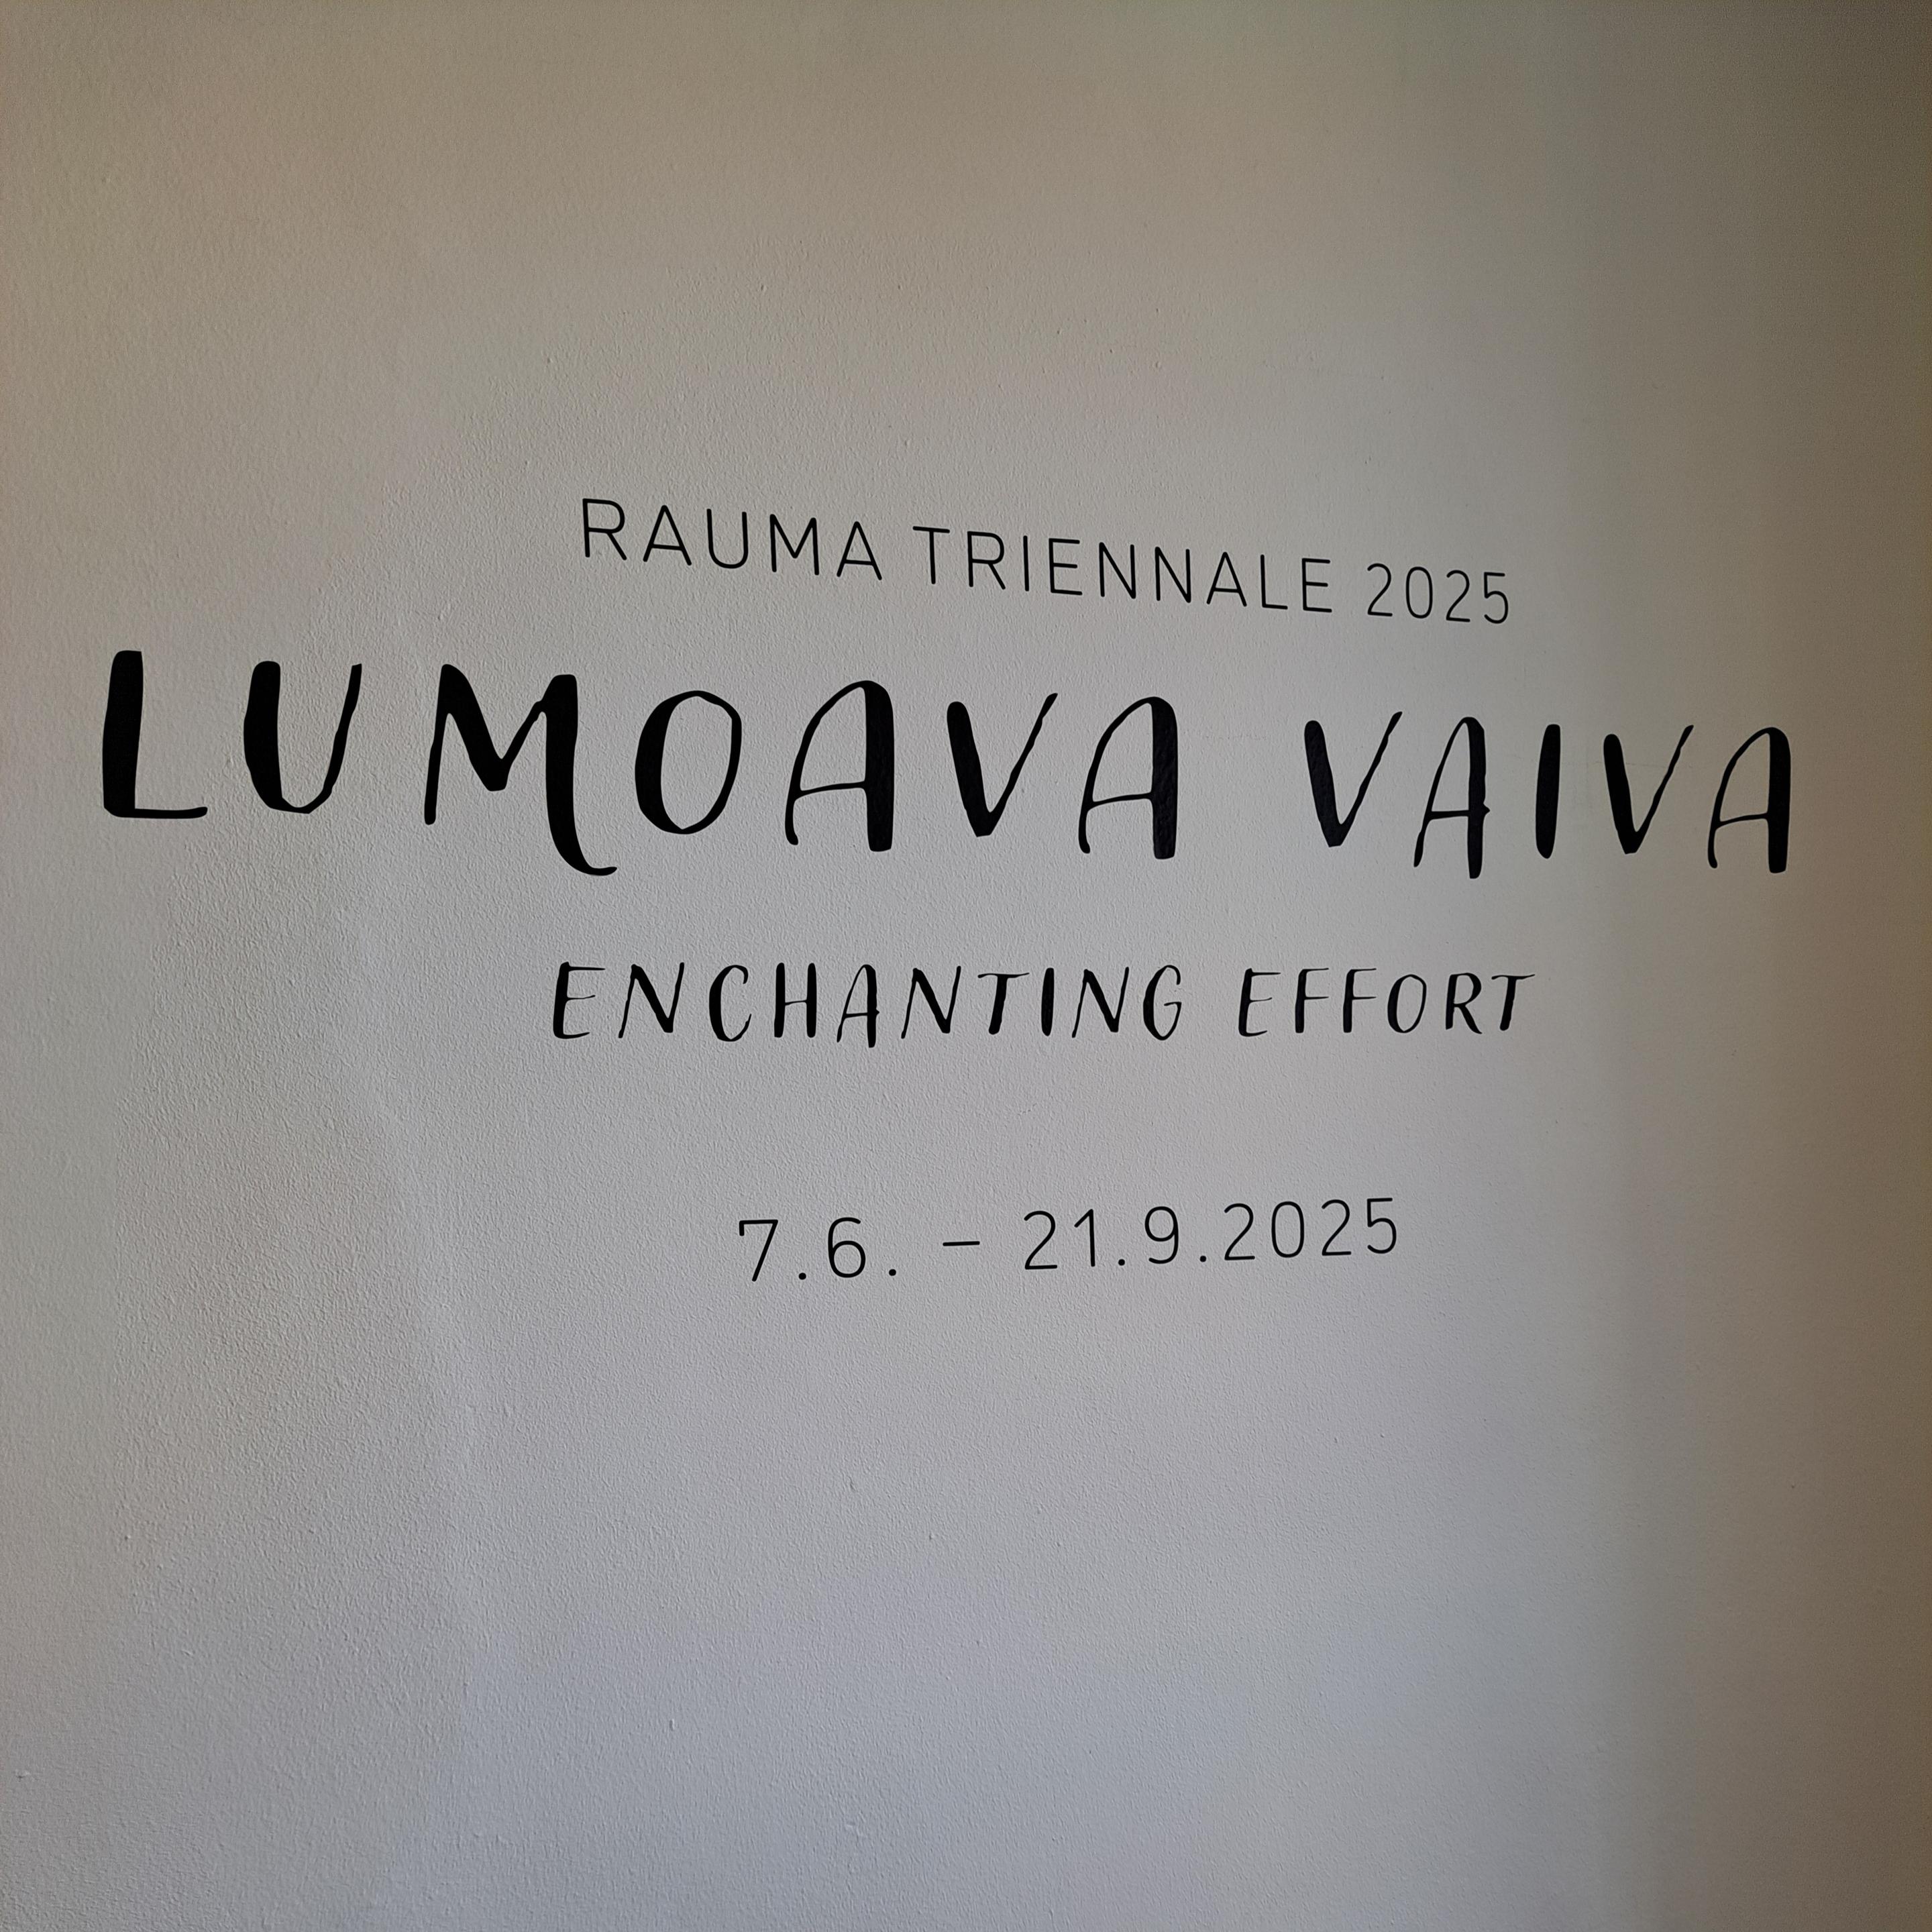 RAUMA TRIENNALE 2025
LUMOAVA VAIVA
ENCHANTING EFFORT
7.6. – 21.9.2025